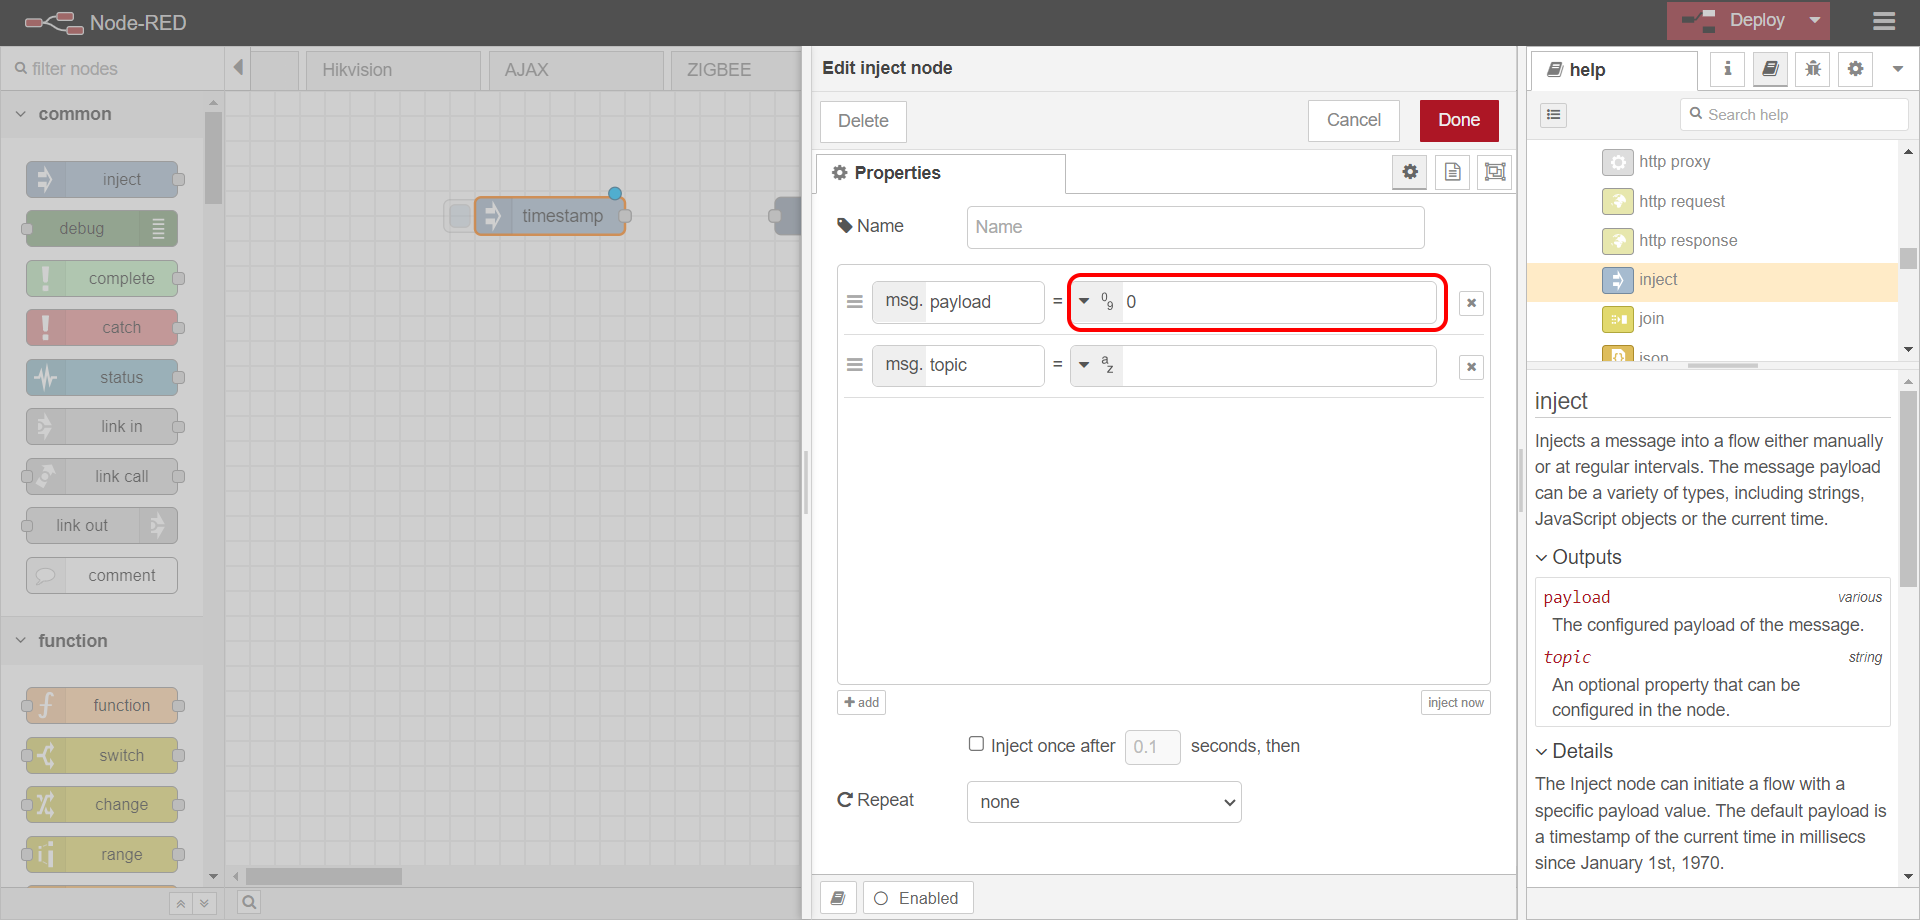 Node-RED
Deploy
filter nodes
Hikvision
AJAX
ZIGBEE
common
inject
debug
complete
catch
status
link in
link call
link out
comment
function
function
switch
change
range
timestamp
Edit inject node
Delete
Cancel
Done
Properties
Name
Name
msg. payload = 0 9 0
msg. topic = a z
add
inject now
Inject once after 0.1 seconds, then
Repeat
none
Enabled
help
Search help
http proxy
http request
http response
inject
join
json
inject
Injects a message into a flow either manually
or at regular intervals. The message payload
can be a variety of types, including strings,
JavaScript objects or the current time.
Outputs
payload various
The configured payload of the message.
topic string
An optional property that can be
configured in the node.
Details
The Inject node can initiate a flow with a
specific payload value. The default payload is
a timestamp of the current time in millisecs
since January 1st, 1970.